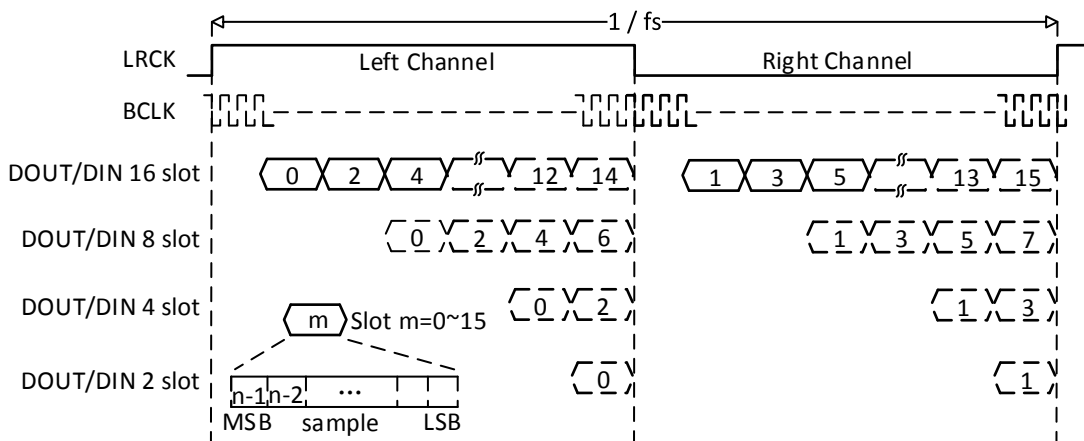 1 / fs
LRCK Left Channel Right Channel
BCLK
DOUT/DIN 16 slot 0 2 4 12 14 1 3 5 13 15
DOUT/DIN 8 slot 0 2 4 6 1 3 5 7
DOUT/DIN 4 slot 0 2 1 3
m Slot m=0~15
DOUT/DIN 2 slot 0 1
n-1 n-2 ...
MSB sample LSB